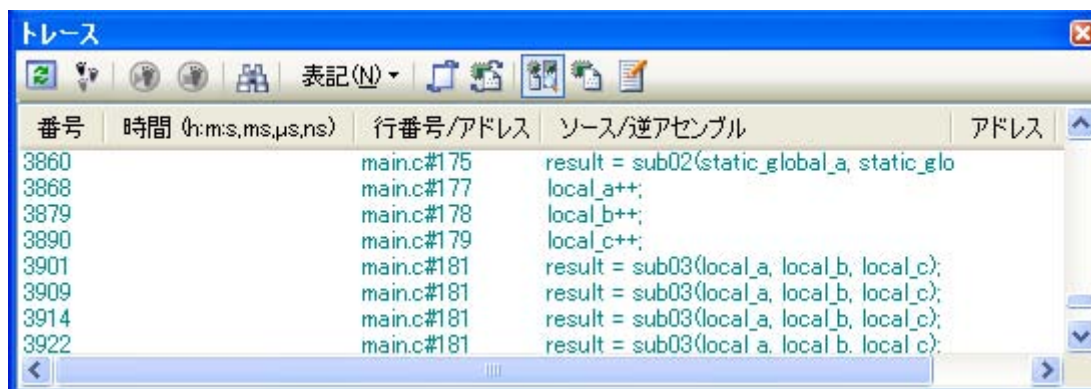 トレース
表記(N)
番号 時間 (h:m:s,ms,μs,ns) 行番号/アドレス ソース/逆アセンブル アドレス
3860 main.c#175 result = sub02(static_global_a, static_glo
3868 main.c#177 local_a++;
3879 main.c#178 local_b++;
3890 main.c#179 local_c++;
3901 main.c#181 result = sub03(local_a, local_b, local_c);
3909 main.c#181 result = sub03(local_a, local_b, local_c);
3914 main.c#181 result = sub03(local_a, local_b, local_c);
3922 main.c#181 result = sub03(local_a, local_b, local_c);